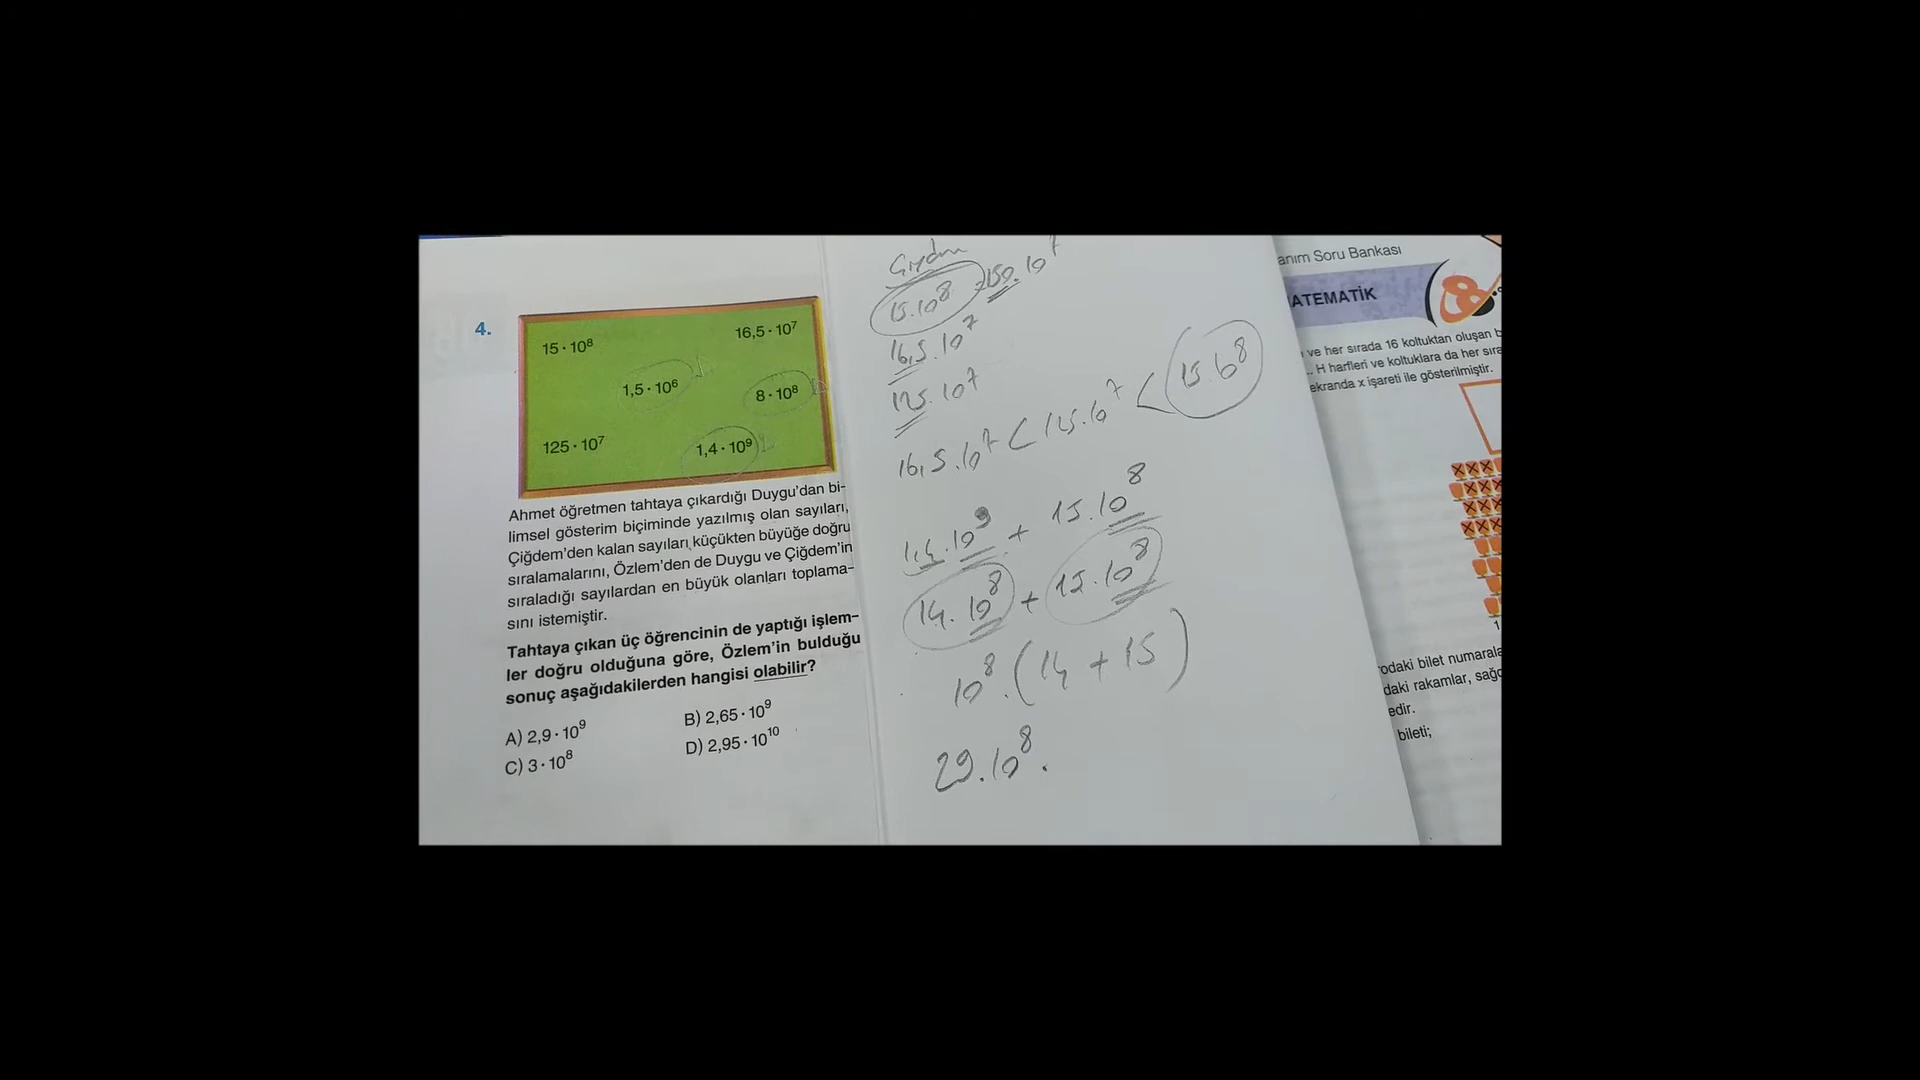 4.
15 · 10⁸
16,5 · 10⁷
1,5 · 10⁶
8 · 10⁸
125 · 10⁷
1,4 · 10⁹
Ahmet öğretmen tahtaya çıkardığı Duygu’dan bi-
limsel gösterim biçiminde yazılmış olan sayıları,
Çiğdem’den kalan sayıları küçükten büyüğe doğru
sıralamalarını, Özlem’den de Duygu ve Çiğdem’in
sıraladığı sayılardan en büyük olanları toplama-
sını istemiştir.
Tahtaya çıkan üç öğrencinin de yaptığı işlem-
ler doğru olduğuna göre, Özlem’in bulduğu
sonuç aşağıdakilerden hangisi olabilir?
A) 2,9 · 10⁹
B) 2,65 · 10⁹
C) 3 · 10⁸
D) 2,95 · 10¹⁰
15.10⁸ = 150.10⁷
16,5.10⁷
125.10⁷
16,5.10⁷ < 125.10⁷ < 15.10⁸
1,4.10⁹ + 15.10⁸
14.10⁸ + 15.10⁸
10⁸.(14 + 15)
29.10⁸.
anım Soru Bankası
ATEMATİK
8
ve her sırada 16 koltuktan oluşan b
.. H harfleri ve koltuklara da her sıra
ekranda x işareti ile gösterilmiştir.
1
odaki bilet numarala
daki rakamlar, sağd
edir.
bileti;